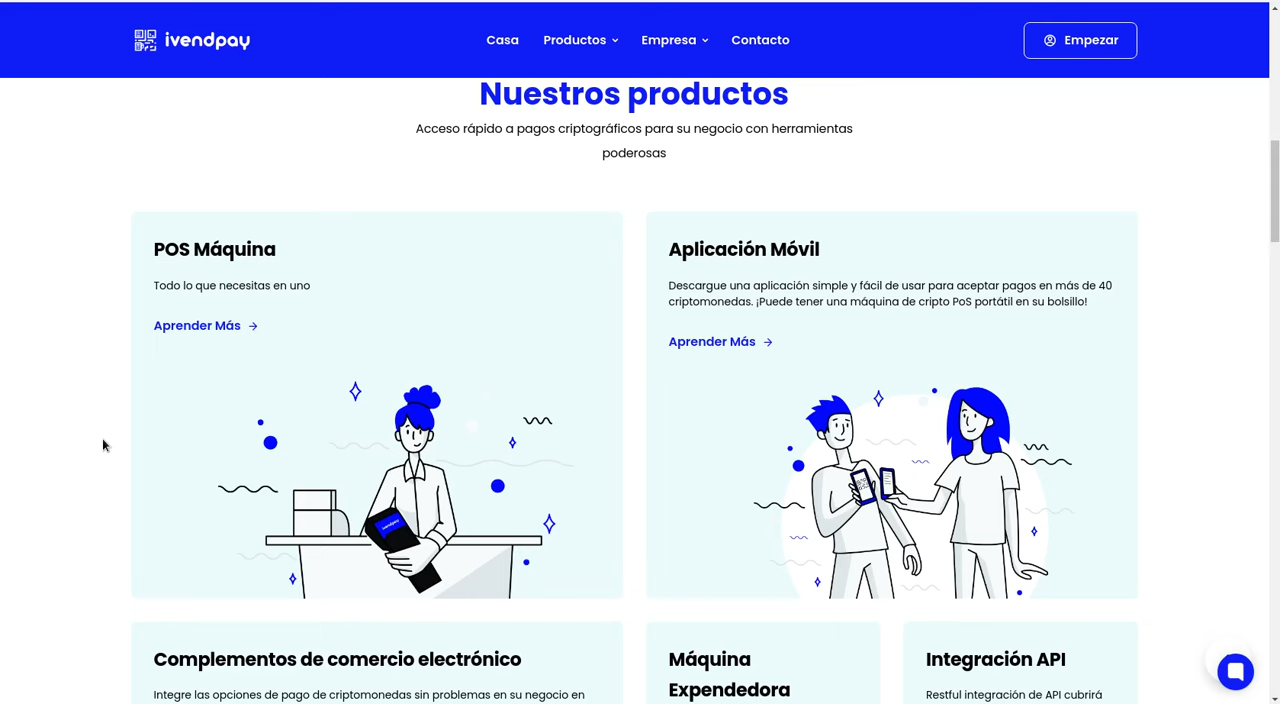 ivendpay
Casa
Productos
Empresa
Contacto
Empezar
Nuestros productos
Acceso rápido a pagos criptográficos para su negocio con herramientas
poderosas
POS Máquina
Todo lo que necesitas en uno
Aprender Más
Aplicación Móvil
Descargue una aplicación simple y fácil de usar para aceptar pagos en más de 40
criptomonedas. ¡Puede tener una máquina de cripto PoS portátil en su bolsillo!
Aprender Más
ivendpay
Complementos de comercio electrónico
Integre las opciones de pago de criptomonedas sin problemas en su negocio en
Máquina
Expendedora
Integración API
Restful integración de API cubrirá